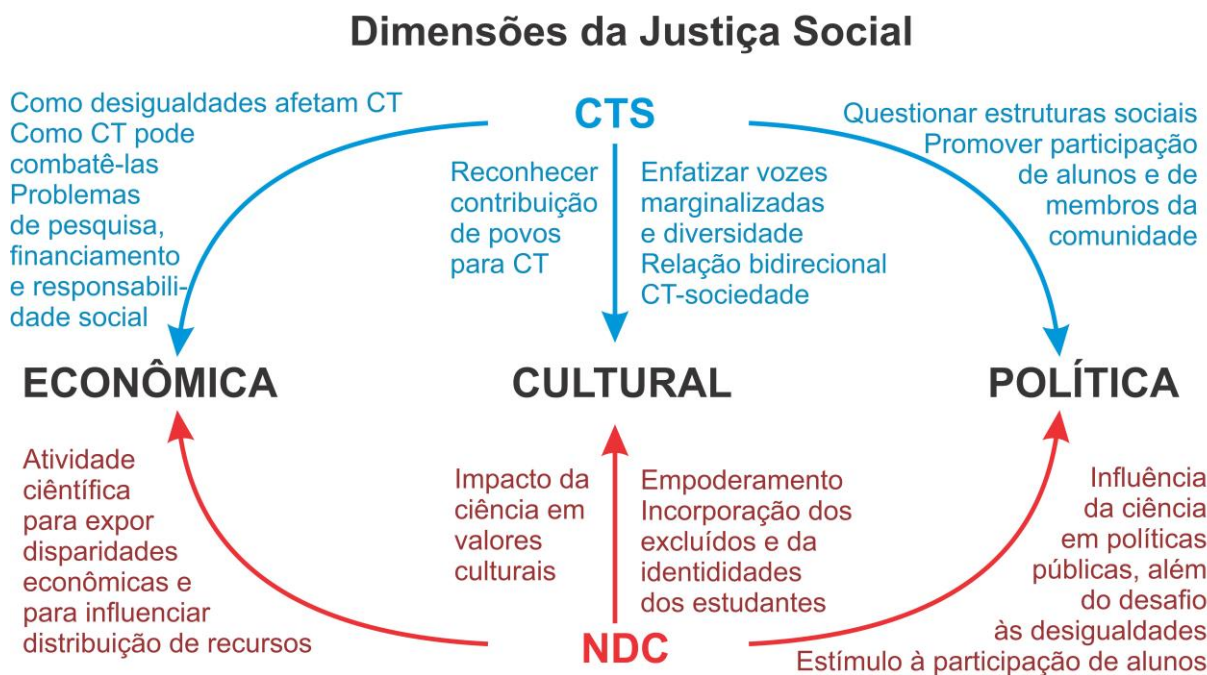 Dimensões da Justiça Social
CTS
Como desigualdades afetam CT
Como CT pode
combatê-las
Problemas
de pesquisa,
financiamento
e responsabili-
dade social
Reconhecer
contribuição
de povos
para CT
Enfatizar vozes
marginalizadas
e diversidade
Relação bidirecional
CT-sociedade
Questionar estruturas sociais
Promover participação
de alunos e de
membros da
comunidade
ECONÔMICA
CULTURAL
POLÍTICA
Atividade
ciêntífica
para expor
disparidades
econômicas e
para influenciar
distribuição de recursos
Impacto da
ciência em
valores
culturais
Empoderamento
Incorporação dos
excluídos e da
identididades
dos estudantes
Influência
da ciência
em políticas
públicas, além
do desafio
às desigualdades
Estímulo à participação de alunos
NDC